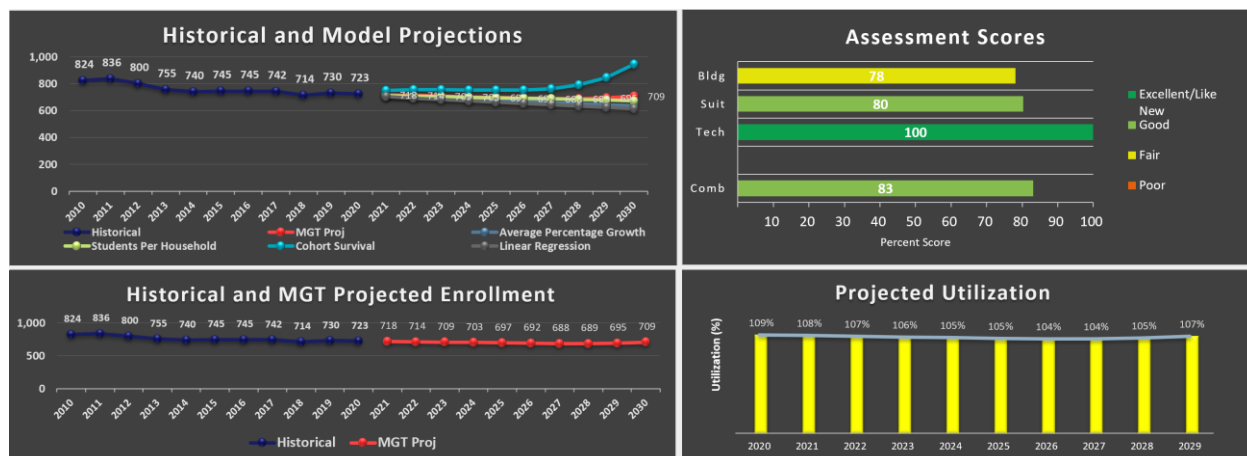 Historical and Model Projections
1,000
800
600
400
200
0
824 836 800 755 740 745 745 742 714 730 723
718 709
2010 2011 2012 2013 2014 2015 2016 2017 2018 2019 2020 2021 2022 2023 2024 2025 2026 2027 2028 2029 2030
Historical MGT Proj Average Percentage Growth
Students Per Household Cohort Survival Linear Regression
Assessment Scores
Bldg 78
Suit 80
Tech 100
Comb 83
10 20 30 40 50 60 70 80 90 100
Percent Score
Excellent/Like
New
Good
Fair
Poor
Historical and MGT Projected Enrollment
1,000
500
0
824 836 800 755 740 745 745 742 714 730 723 718 714 709 703 697 692 688 689 695 709
2010 2011 2012 2013 2014 2015 2016 2017 2018 2019 2020 2021 2022 2023 2024 2025 2026 2027 2028 2029 2030
Historical MGT Proj
Projected Utilization
Utilization (%)
109% 108% 107% 106% 105% 105% 104% 104% 105% 107%
2020 2021 2022 2023 2024 2025 2026 2027 2028 2029